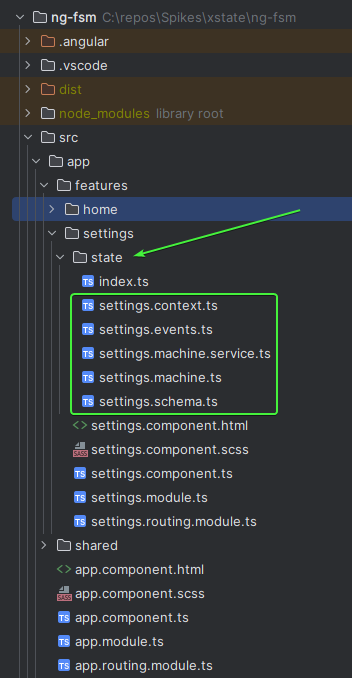 ng-fsm C:\repos\Spikes\xstate\ng-fsm
.angular
.vscode
dist
node_modules library root
src
app
features
home
settings
state
TS index.ts
TS settings.context.ts
TS settings.events.ts
TS settings.machine.service.ts
TS settings.machine.ts
TS settings.schema.ts
<> settings.component.html
SASS settings.component.scss
TS settings.component.ts
TS settings.module.ts
TS settings.routing.module.ts
shared
<> app.component.html
SASS app.component.scss
TS app.component.ts
TS app.module.ts
TS app.routing.module.ts